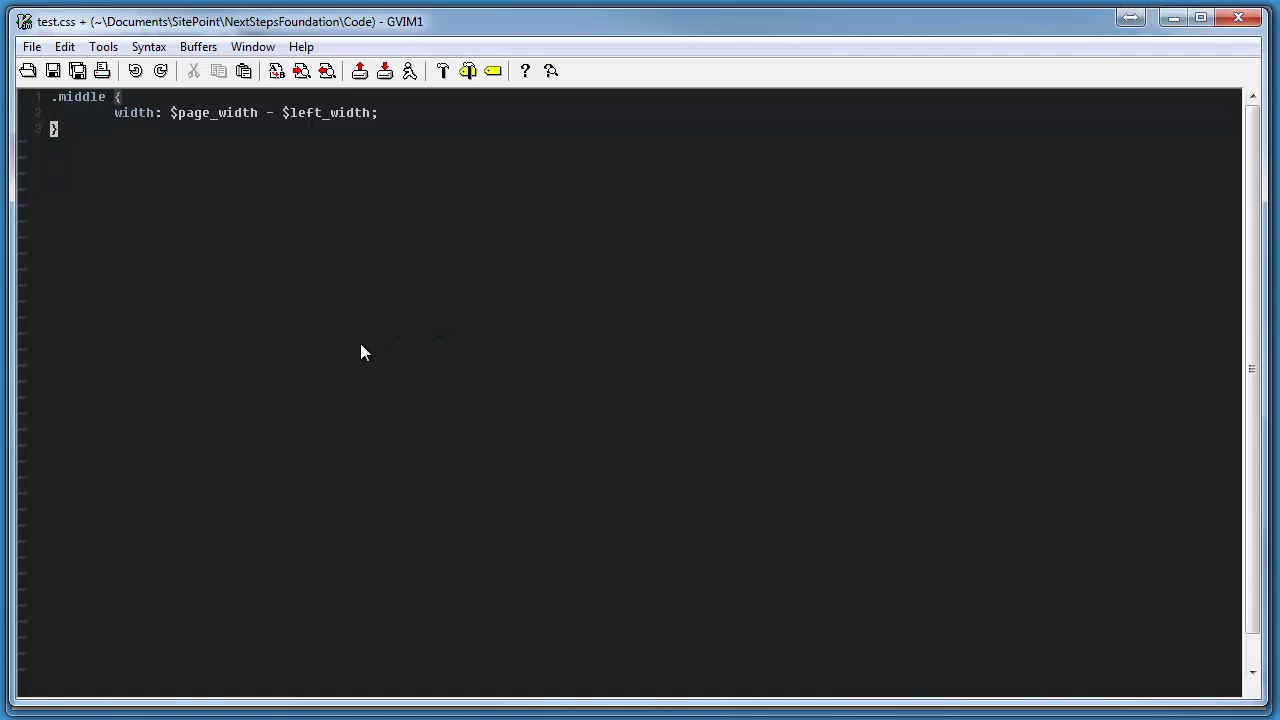 test.css + (~\Documents\SitePoint\NextStepsFoundation\Code) - GVIM1
File Edit Tools Syntax Buffers Window Help
1 .middle {
2 width: $page_width - $left_width;
3 }